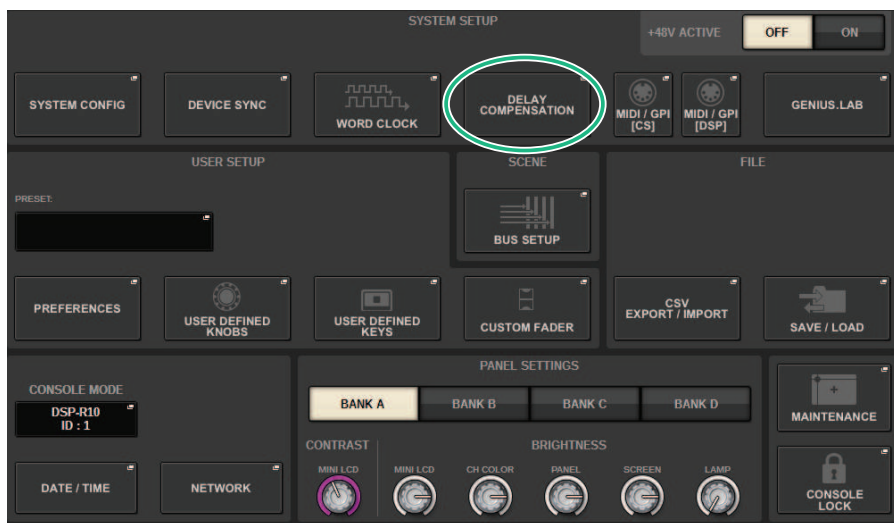 SYSTEM SETUP
+48V ACTIVE
OFF
ON
SYSTEM CONFIG
DEVICE SYNC
WORD CLOCK
DELAY
COMPENSATION
MIDI / GPI
[CS]
MIDI / GPI
[DSP]
GENIUS.LAB
USER SETUP
SCENE
FILE
PRESET:
BUS SETUP
PREFERENCES
USER DEFINED
KNOBS
USER DEFINED
KEYS
CUSTOM FADER
CSV
EXPORT / IMPORT
SAVE / LOAD
PANEL SETTINGS
CONSOLE MODE
DSP-R10
ID : 1
BANK A
BANK B
BANK C
BANK D
MAINTENANCE
CONTRAST
BRIGHTNESS
MINI LCD
MINI LCD
CH COLOR
PANEL
SCREEN
LAMP
DATE / TIME
NETWORK
CONSOLE
LOCK